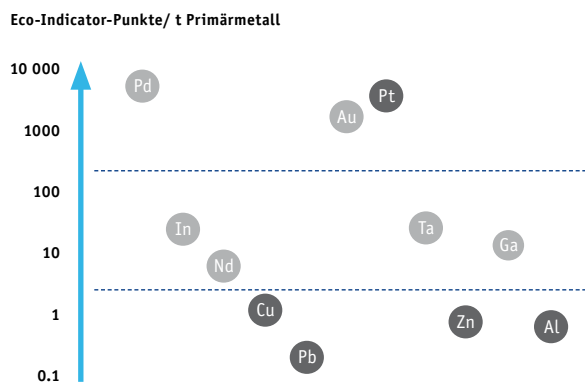 Eco-Indicator-Punkte/ t Primärmetall
10 000
Pd
Pt
Au
1000
100
In
Ta
Ga
10
Nd
Cu
1
Zn
Al
Pb
0.1